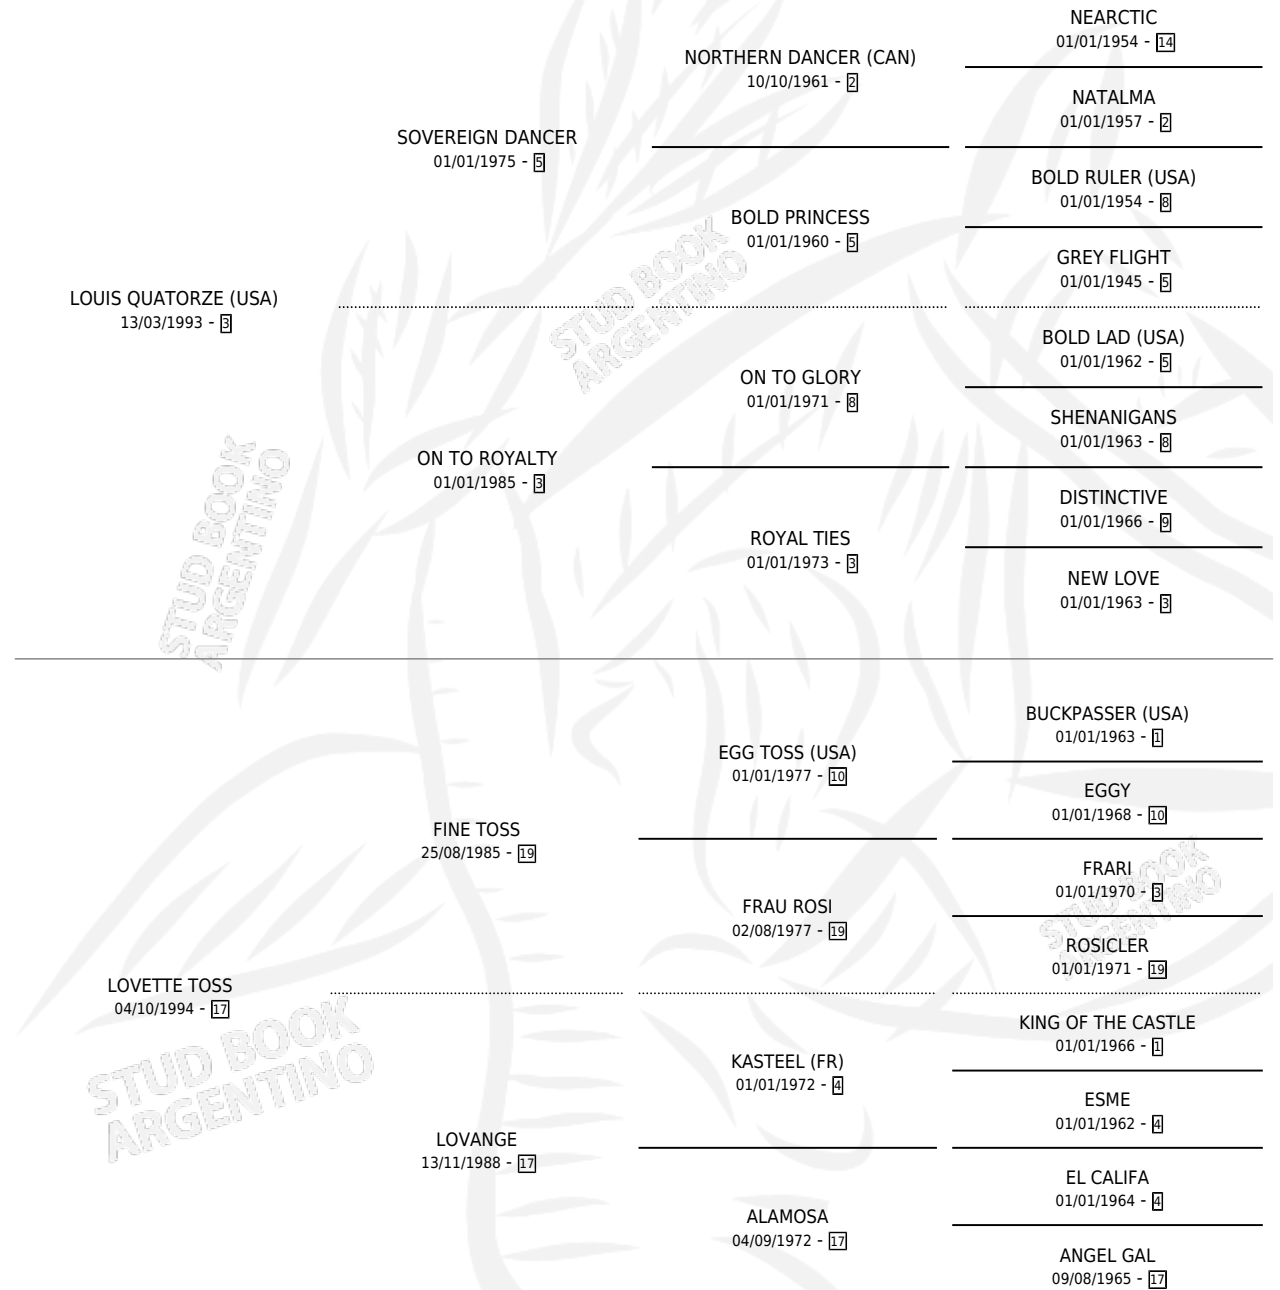 NEARCTIC
01/01/1954 - 14
NORTHERN DANCER (CAN)
10/10/1961 - 2
NATALMA
01/01/1957 - 2
SOVEREIGN DANCER
01/01/1975 - 5
BOLD RULER (USA)
01/01/1954 - 8
BOLD PRINCESS
01/01/1960 - 5
GREY FLIGHT
01/01/1945 - 5
STUD BOOK
ARGENTINO
LOUIS QUATORZE (USA)
13/03/1993 - 3
BOLD LAD (USA)
01/01/1962 - 5
ON TO GLORY
01/01/1971 - 8
SHENANIGANS
01/01/1963 - 8
ON TO ROYALTY
01/01/1985 - 3
DISTINCTIVE
01/01/1966 - 9
ROYAL TIES
01/01/1973 - 3
NEW LOVE
01/01/1963 - 3
STUD BOOK
ARGENTINO
BUCKPASSER (USA)
01/01/1963 - 1
EGG TOSS (USA)
01/01/1977 - 10
EGGY
01/01/1968 - 10
FINE TOSS
25/08/1985 - 19
FRARI
01/01/1970 - 3
FRAU ROSI
02/08/1977 - 19
ROSICLER
01/01/1971 - 19
STUD BOOK
ARGENTINO
LOVETTE TOSS
04/10/1994 - 17
KING OF THE CASTLE
01/01/1966 - 1
KASTEEL (FR)
01/01/1972 - 4
ESME
01/01/1962 - 4
STUD BOOK
ARGENTINO
LOVANGE
13/11/1988 - 17
EL CALIFA
01/01/1964 - 4
ALAMOSA
04/09/1972 - 17
ANGEL GAL
09/08/1965 - 17